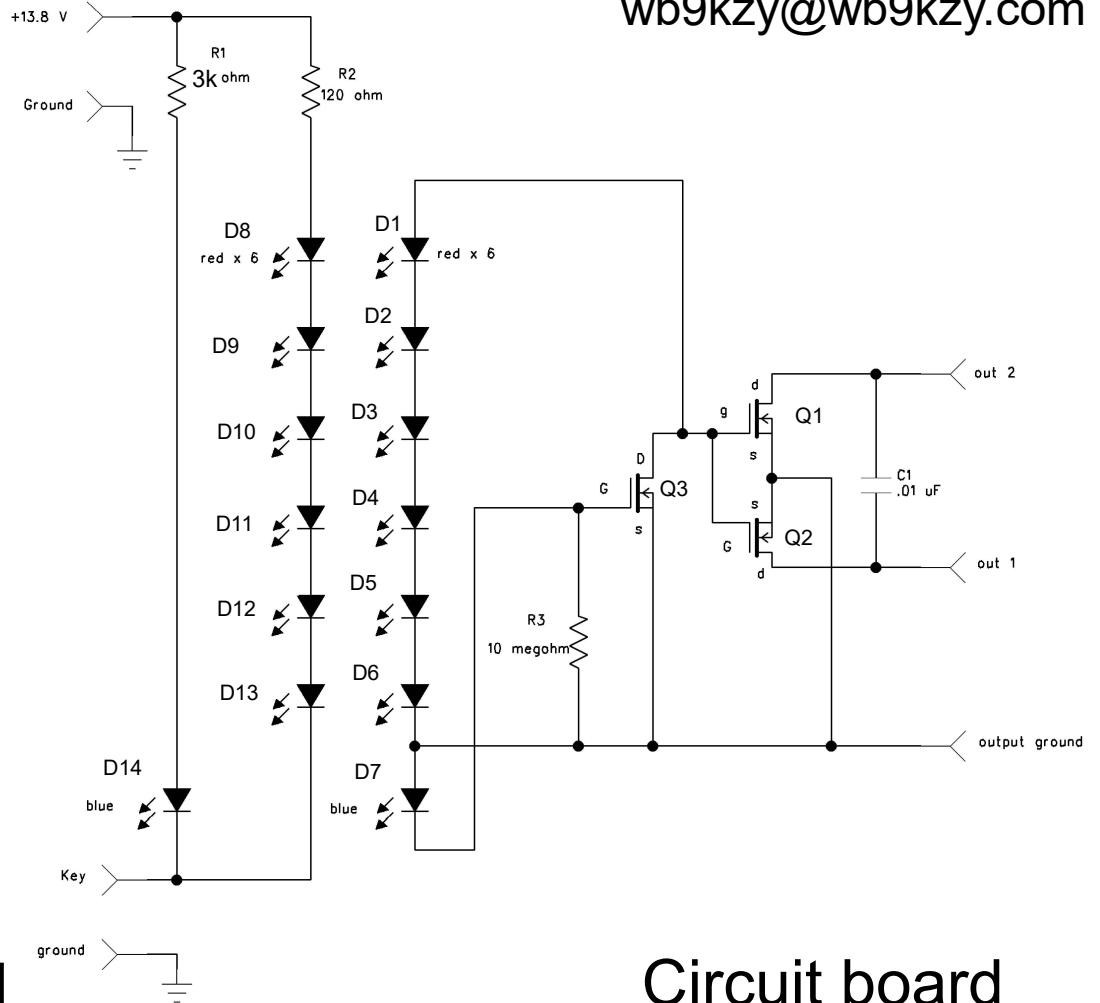 wb9kzy@wb9kzy.com
+13.8 V
R1
3k ohm
R2
120 ohm
Ground
D8
red x 6
D1
red x 6
D2
D9
D3
D10
d
out 2
g
Q1
s
D
G
Q3
s
C1
.01 uF
D4
D11
s
G
Q2
d
out 1
D5
D12
R3
10 megohm
D6
D13
output ground
D14
blue
D7
blue
Key
ground
Circuit board